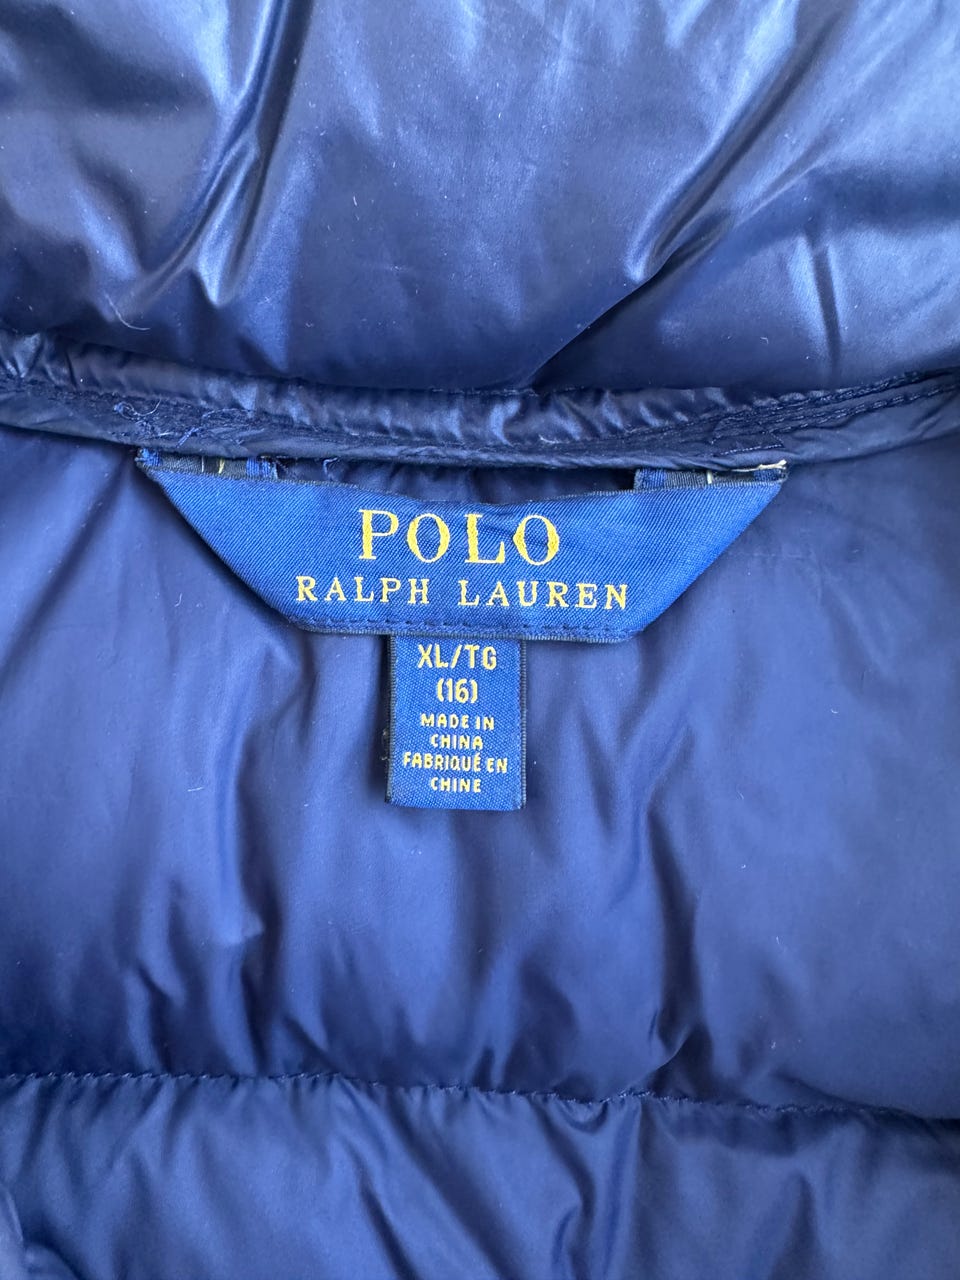 POLO
RALPH LAUREN
XL/TG
(16)
MADE IN
CHINA
FABRIQUÉ EN
CHINE